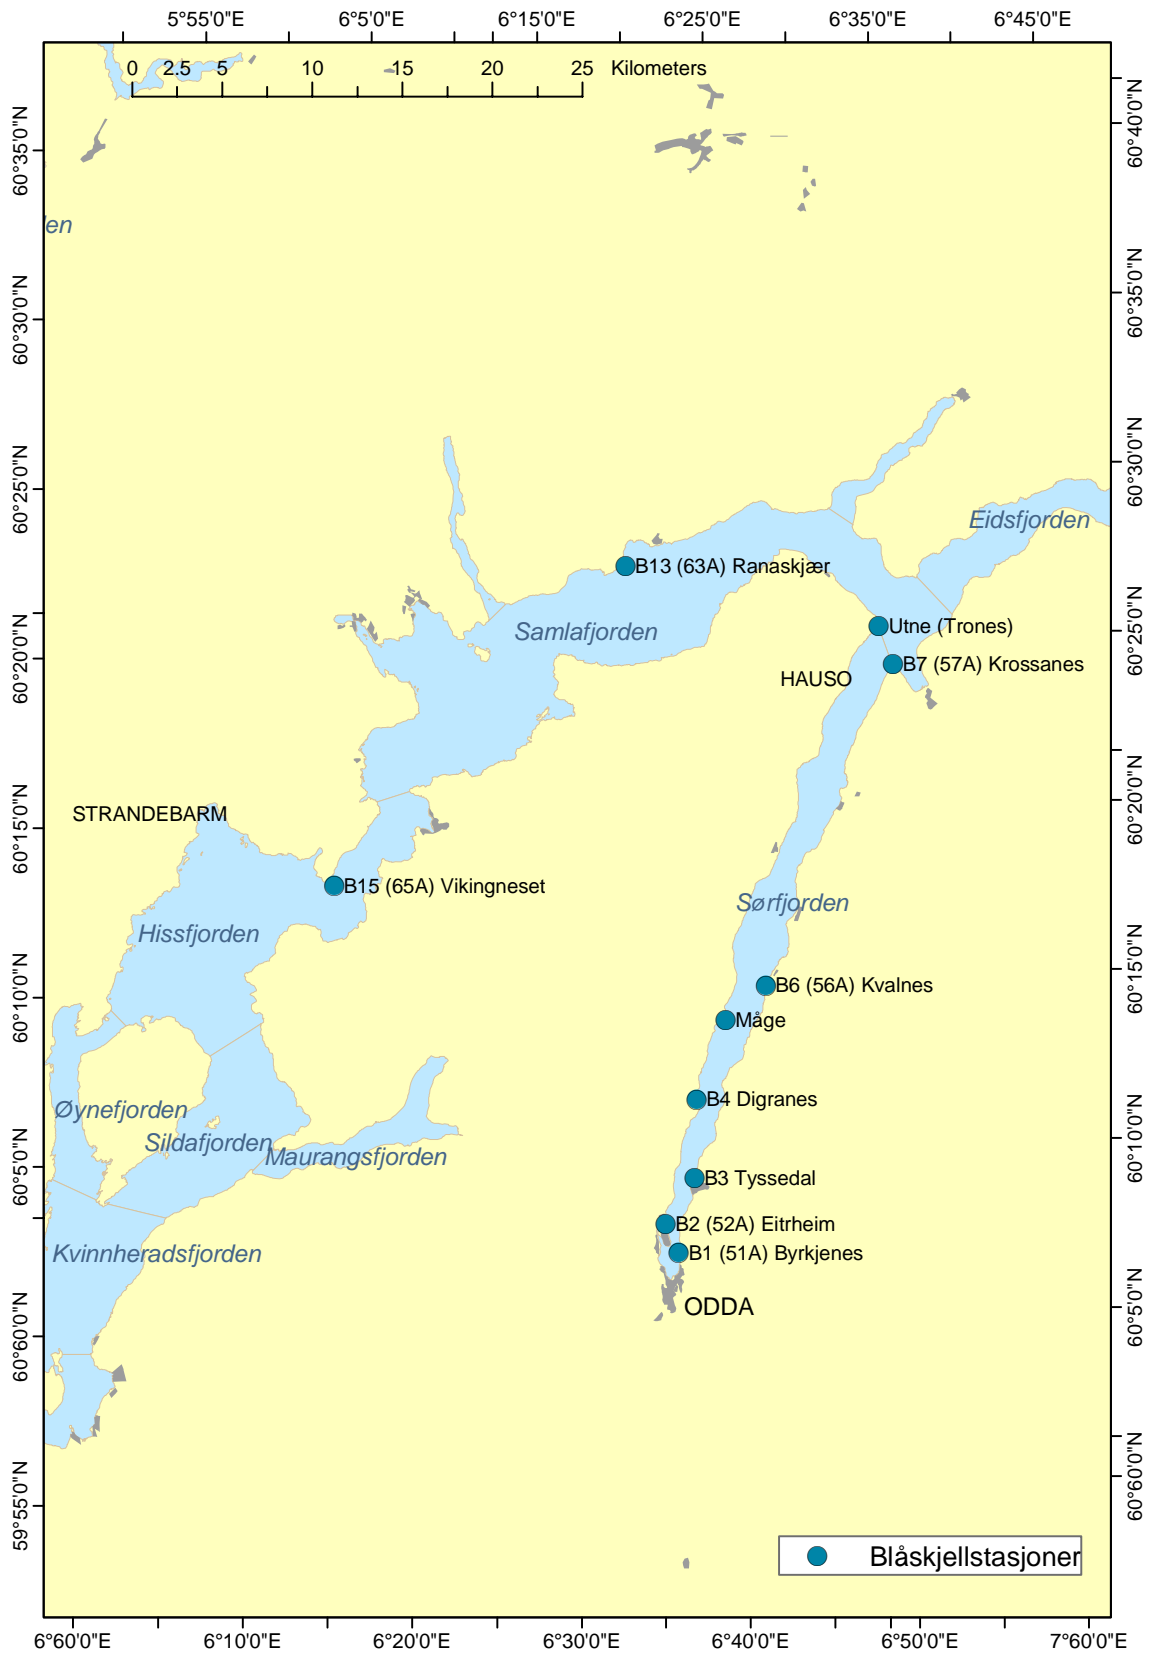 5°55'0"E 6°5'0"E 6°15'0"E 6°25'0"E 6°35'0"E 6°45'0"E
0 2.5 5 10 15 20 25 Kilometers
60°40'0"N
60°35'0"N
den
60°35'0"N
60°30'0"N
60°30'0"N
60°25'0"N
Eidsfjorden
B13 (63A) Ranaskjær
Utne (Trones)
Samlafjorden
60°25'0"N
60°20'0"N
B7 (57A) Krossanes
HAUSO
60°20'0"N
STRANDEBARM
60°15'0"N
B15 (65A) Vikingneset
Sørfjorden
Hissfjorden
60°15'0"N
B6 (56A) Kvalnes
60°10'0"N
Måge
B4 Digranes
Øynefjorden
Sildafjorden
60°10'0"N
Maurangsfjorden
60°5'0"N
B3 Tyssedal
B2 (52A) Eitrheim
Kvinnheradsfjorden
B1 (51A) Byrkjenes
ODDA
60°5'0"N
60°60'0"N
60°60'0"N
59°55'0"N
Blåskjellstasjoner
6°60'0"E 6°10'0"E 6°20'0"E 6°30'0"E 6°40'0"E 6°50'0"E 7°60'0"E